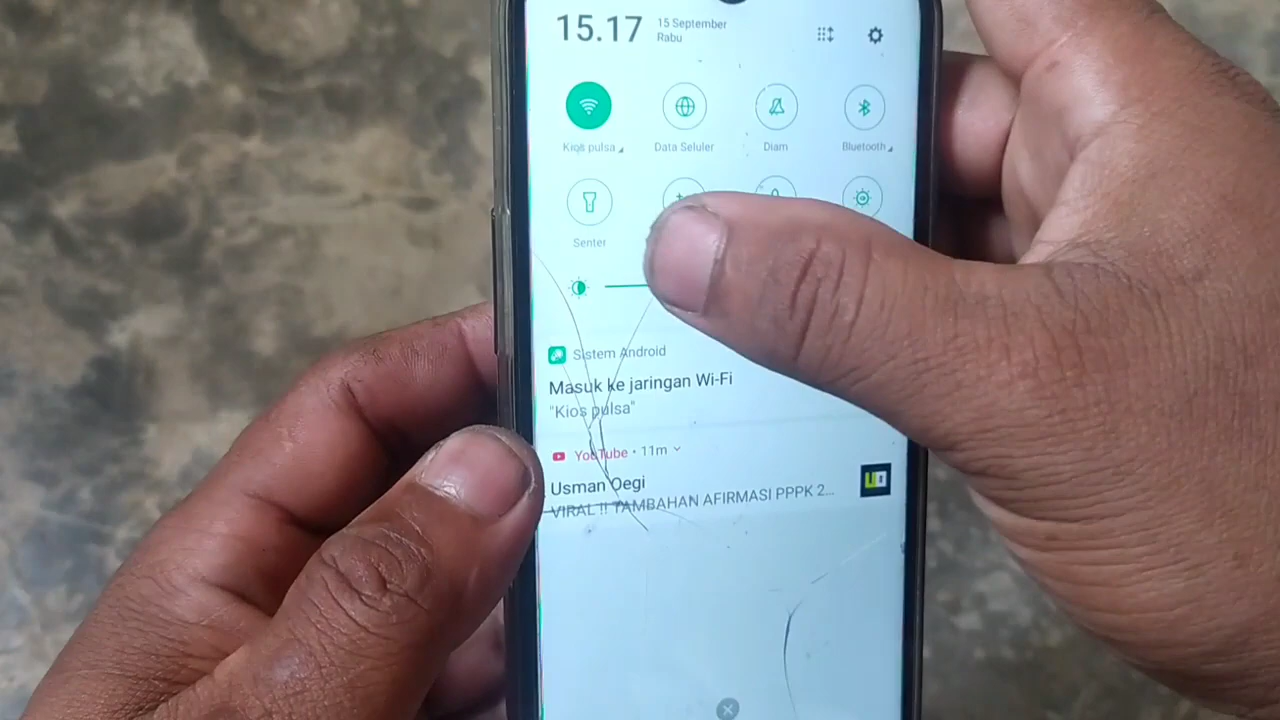 15.17
15 September
Rabu
Kios pulsa
Data Seluler
Diam
Bluetooth
Senter
Sistem Android
Masuk ke jaringan Wi-Fi
"Kios pulsa"
YouTube • 11m
Usman Oegi
VIRAL !! TAMBAHAN AFIRMASI PPPK 2...